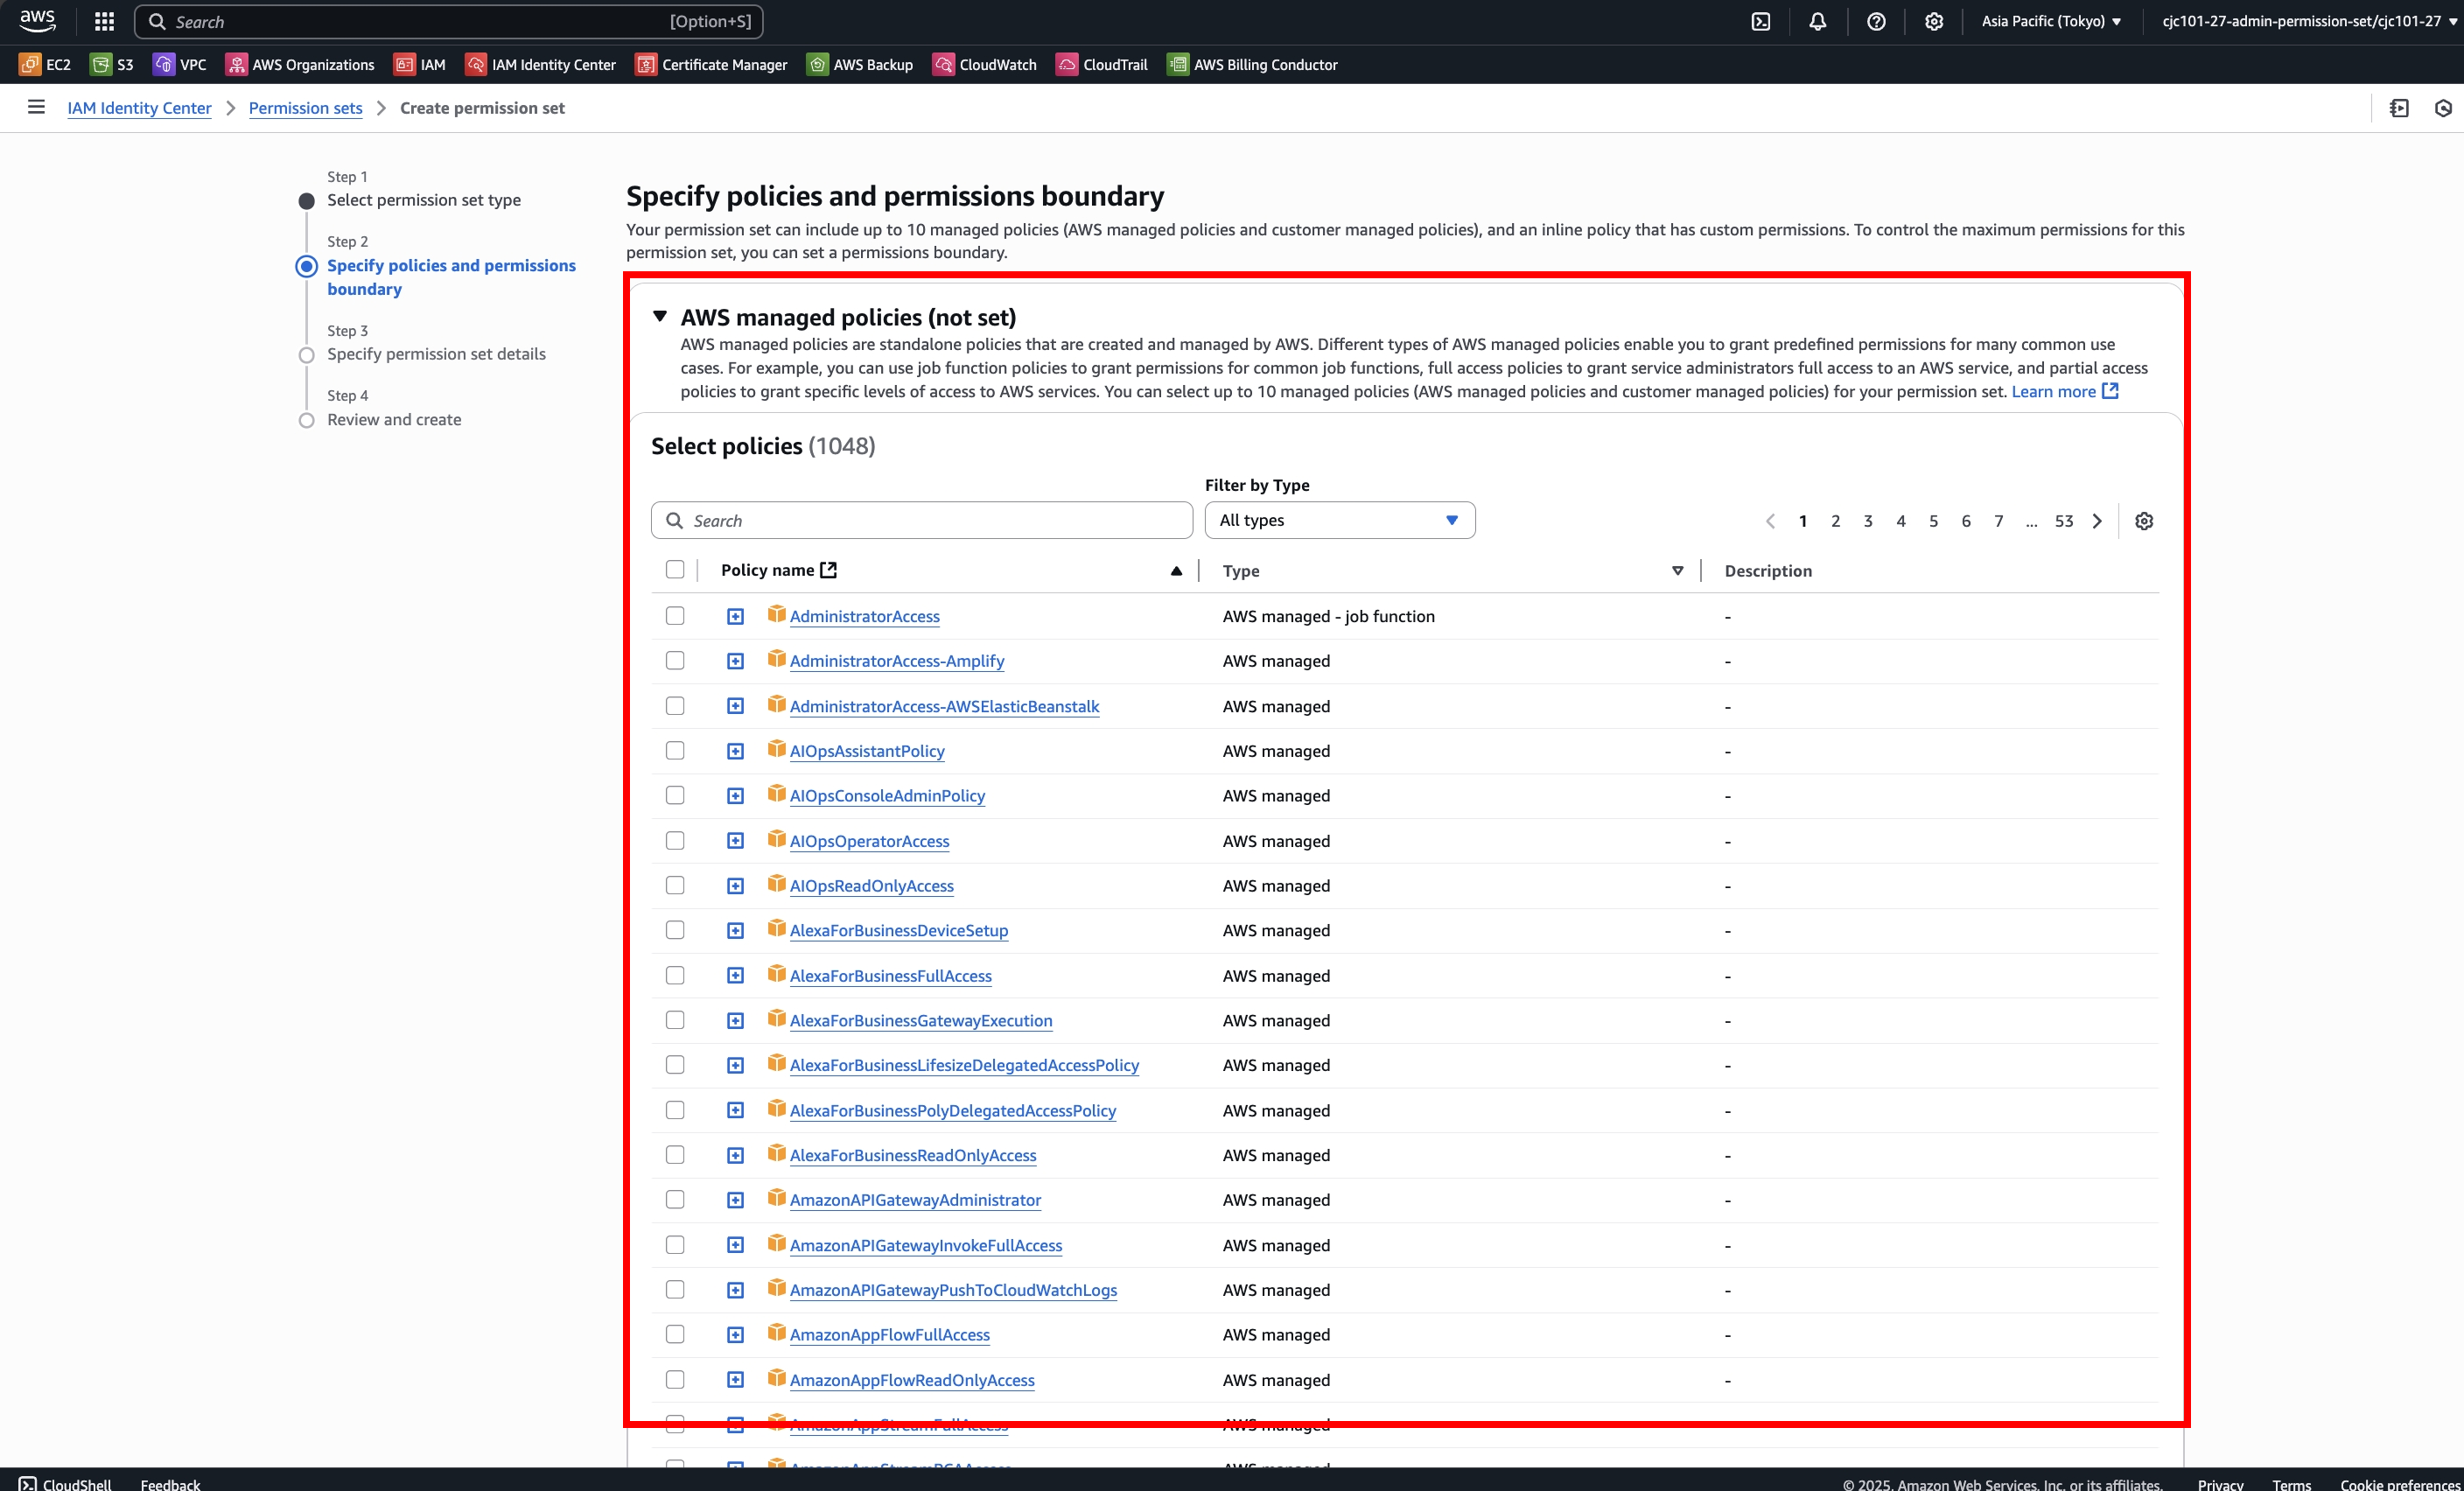 aws
Search
[Option+S]
Asia Pacific (Tokyo)
cjc101-27-admin-permission-set/cjc101-27
EC2
S3
VPC
AWS Organizations
IAM
IAM Identity Center
Certificate Manager
AWS Backup
CloudWatch
CloudTrail
AWS Billing Conductor
IAM Identity Center
Permission sets
Create permission set
Step 1
Select permission set type
Step 2
Specify policies and permissions
boundary
Step 3
Specify permission set details
Step 4
Review and create
Specify policies and permissions boundary
Your permission set can include up to 10 managed policies (AWS managed policies and customer managed policies), and an inline policy that has custom permissions. To control the maximum permissions for this
permission set, you can set a permissions boundary.
AWS managed policies (not set)
AWS managed policies are standalone policies that are created and managed by AWS. Different types of AWS managed policies enable you to grant predefined permissions for many common use
cases. For example, you can use job function policies to grant permissions for common job functions, full access policies to grant service administrators full access to an AWS service, and partial access
policies to grant specific levels of access to AWS services. You can select up to 10 managed policies (AWS managed policies and customer managed policies) for your permission set. Learn more
Select policies (1048)
Filter by Type
Search
All types
1 2 3 4 5 6 7 ... 53
Policy name Type Description
AdministratorAccess AWS managed - job function -
AdministratorAccess-Amplify AWS managed -
AdministratorAccess-AWSElasticBeanstalk AWS managed -
AIOpsAssistantPolicy AWS managed -
AIOpsConsoleAdminPolicy AWS managed -
AIOpsOperatorAccess AWS managed -
AIOpsReadOnlyAccess AWS managed -
AlexaForBusinessDeviceSetup AWS managed -
AlexaForBusinessFullAccess AWS managed -
AlexaForBusinessGatewayExecution AWS managed -
AlexaForBusinessLifesizeDelegatedAccessPolicy AWS managed -
AlexaForBusinessPolyDelegatedAccessPolicy AWS managed -
AlexaForBusinessReadOnlyAccess AWS managed -
AmazonAPIGatewayAdministrator AWS managed -
AmazonAPIGatewayInvokeFullAccess AWS managed -
AmazonAPIGatewayPushToCloudWatchLogs AWS managed -
AmazonAppFlowFullAccess AWS managed -
AmazonAppFlowReadOnlyAccess AWS managed -
AmazonAppStreamFullAccess AWS managed -
CloudShell
Feedback
© 2025, Amazon Web Services, Inc. or its affiliates.
Privacy
Terms
Cookie preferences